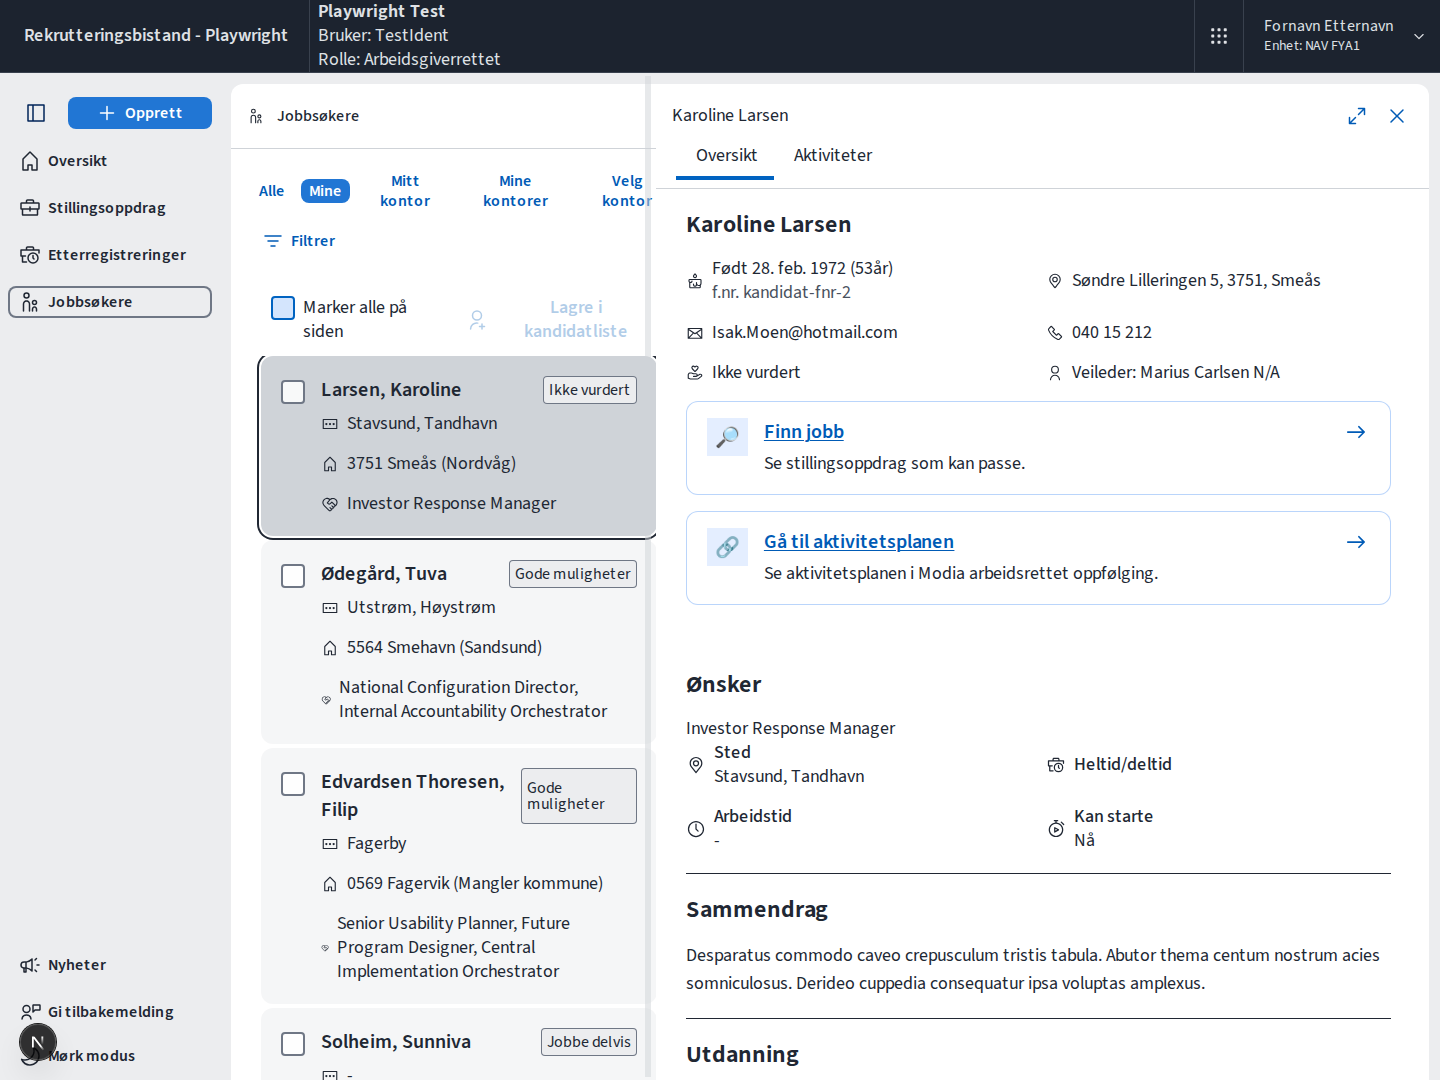 Rekrutteringsbistand - Playwright
Playwright Test
Bruker: TestIdent
Rolle: Arbeidsgiverrettet
Fornavn Etternavn
Enhet: NAV FYA1
Opprett
Oversikt
Stillingsoppdrag
Etterregistreringer
Jobbsøkere
Nyheter
Gi tilbakemelding
N
Mørk modus
Jobbsøkere
Alle
Mine
Mitt
kontor
Mine
kontorer
Velg
kontor
Filtrer
Marker alle på
siden
Lagre i
kandidatliste
Larsen, Karoline
Ikke vurdert
Stavsund, Tandhavn
3751 Smeås (Nordvåg)
Investor Response Manager
Ødegård, Tuva
Gode muligheter
Utstrøm, Høystrøm
5564 Smehavn (Sandsund)
National Configuration Director,
Internal Accountability Orchestrator
Edvardsen Thoresen,
Filip
Gode
muligheter
Fagerby
0569 Fagervik (Mangler kommune)
Senior Usability Planner, Future
Program Designer, Central
Implementation Orchestrator
Solheim, Sunniva
Jobbe delvis
-
Karoline Larsen
Oversikt
Aktiviteter
Karoline Larsen
Født 28. feb. 1972 (53år)
f.nr. kandidat-fnr-2
Søndre Lilleringen 5, 3751, Smeås
Isak.Moen@hotmail.com
040 15 212
Ikke vurdert
Veileder: Marius Carlsen N/A
Finn jobb
Se stillingsoppdrag som kan passe.
Gå til aktivitetsplanen
Se aktivitetsplanen i Modia arbeidsrettet oppfølging.
Ønsker
Investor Response Manager
Sted
Stavsund, Tandhavn
Heltid/deltid
Arbeidstid
-
Kan starte
Nå
Sammendrag
Desparatus commodo caveo crepusculum tristis tabula. Abutor thema centum nostrum acies
somniculosus. Derideo cuppedia consequatur ipsa voluptas amplexus.
Utdanning